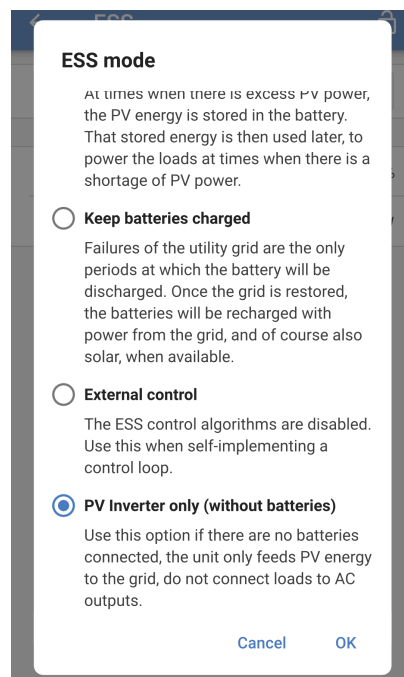 ESS mode
At times when there is excess PV power,
the PV energy is stored in the battery.
That stored energy is then used later, to
power the loads at times when there is a
shortage of PV power.
Keep batteries charged
Failures of the utility grid are the only
periods at which the battery will be
discharged. Once the grid is restored,
the batteries will be recharged with
power from the grid, and of course also
solar, when available.
External control
The ESS control algorithms are disabled.
Use this when self-implementing a
control loop.
PV Inverter only (without batteries)
Use this option if there are no batteries
connected, the unit only feeds PV energy
to the grid, do not connect loads to AC
outputs.
Cancel OK